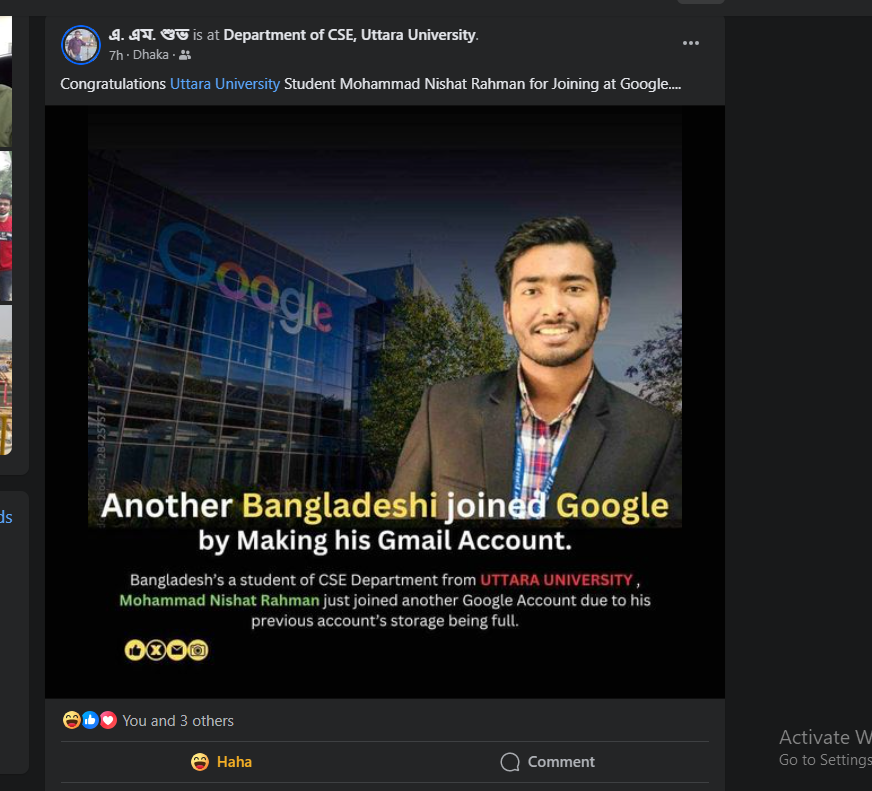 এ. এম. শুভ is at Department of CSE, Uttara University.
7h · Dhaka ·
Congratulations Uttara University Student Mohammad Nishat Rahman for Joining at Google....
Google
#284257577
Another Bangladeshi joined Google
by Making his Gmail Account.
Bangladesh's a student of CSE Department from UTTARA UNIVERSITY ,
Mohammad Nishat Rahman just joined another Google Account due to his
previous account's storage being full.
ds
You and 3 others
Haha
Comment
Activate W
Go to Settings